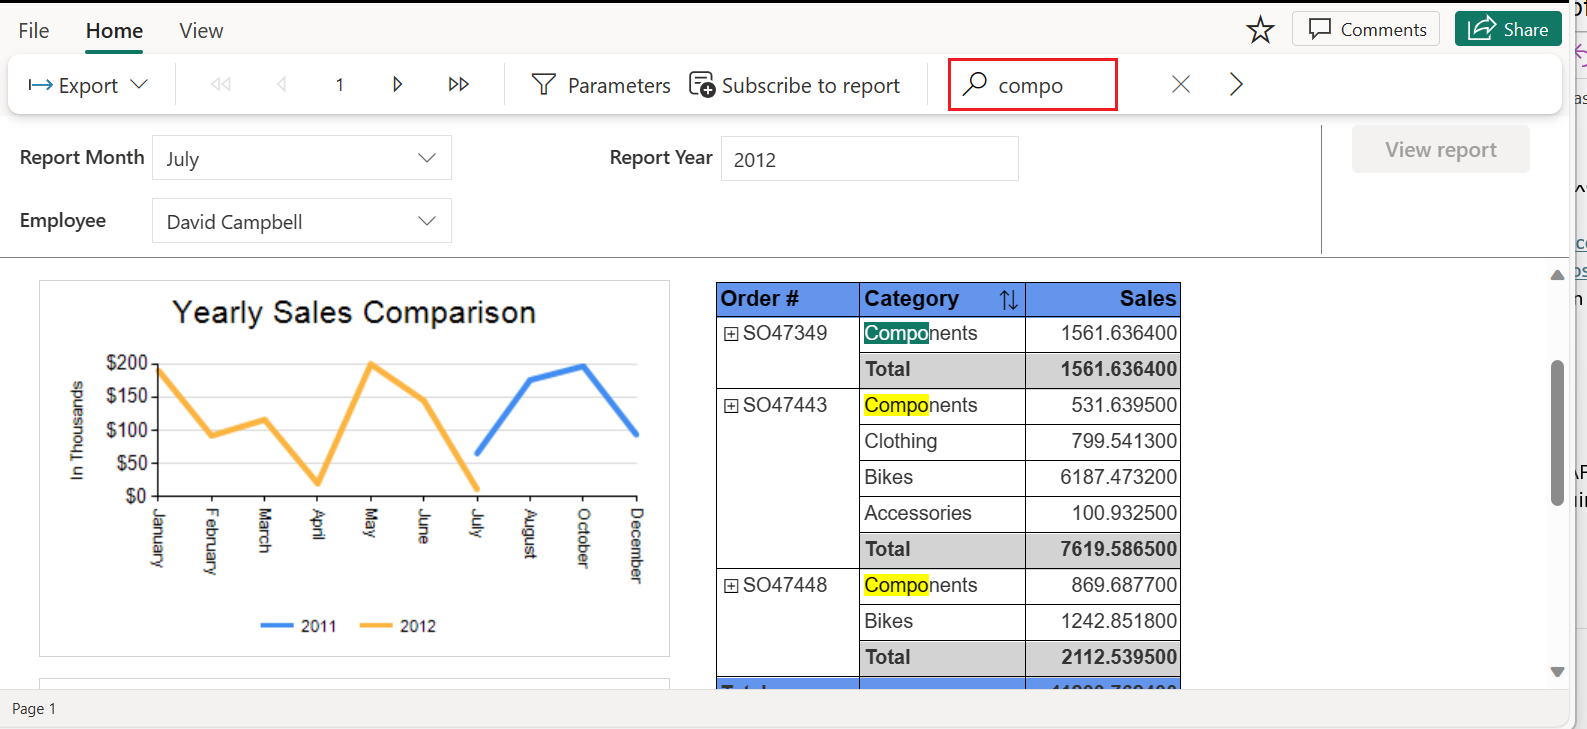 File Home View Comments Share
Export 1 Parameters Subscribe to report compo
Report Month July Report Year 2012 View report
Employee David Campbell
Yearly Sales Comparison
In Thousands
$200
$150
$100
$50
$0
January February March April May June July August October December
2011 2012
Order # Category Sales
SO47349 Components 1561.636400
Total 1561.636400
SO47443 Components 531.639500
Clothing 799.541300
Bikes 6187.473200
Accessories 100.932500
Total 7619.586500
SO47448 Components 869.687700
Bikes 1242.851800
Total 2112.539500
Page 1